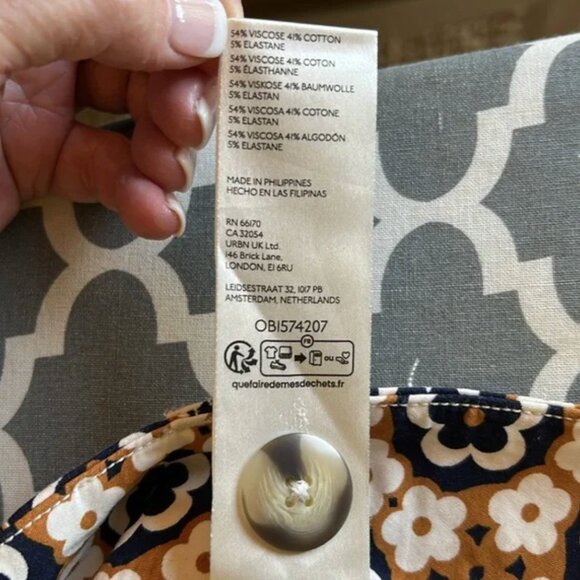 54% VISCOSE 41% COTTON
5% ELASTANE
54% VISCOSE 41% COTON
5% ÉLASTHANNE
54% VISKOSE 41% BAUMWOLLE
5% ELASTAN
54% VISCOSA 41% COTONE
5% ELASTAN
54% VISCOSA 41% ALGODÓN
5% ELASTANE
MADE IN PHILIPPINES
HECHO EN LAS FILIPINAS
RN 66170
CA 32054
URBN UK Ltd.
146 Brick Lane,
LONDON, E1 6RU
LEIDSESTRAAT 32, 1017 PB
AMSTERDAM, NETHERLANDS
OB1574207
FR
OU
quefairedemesdechets.fr